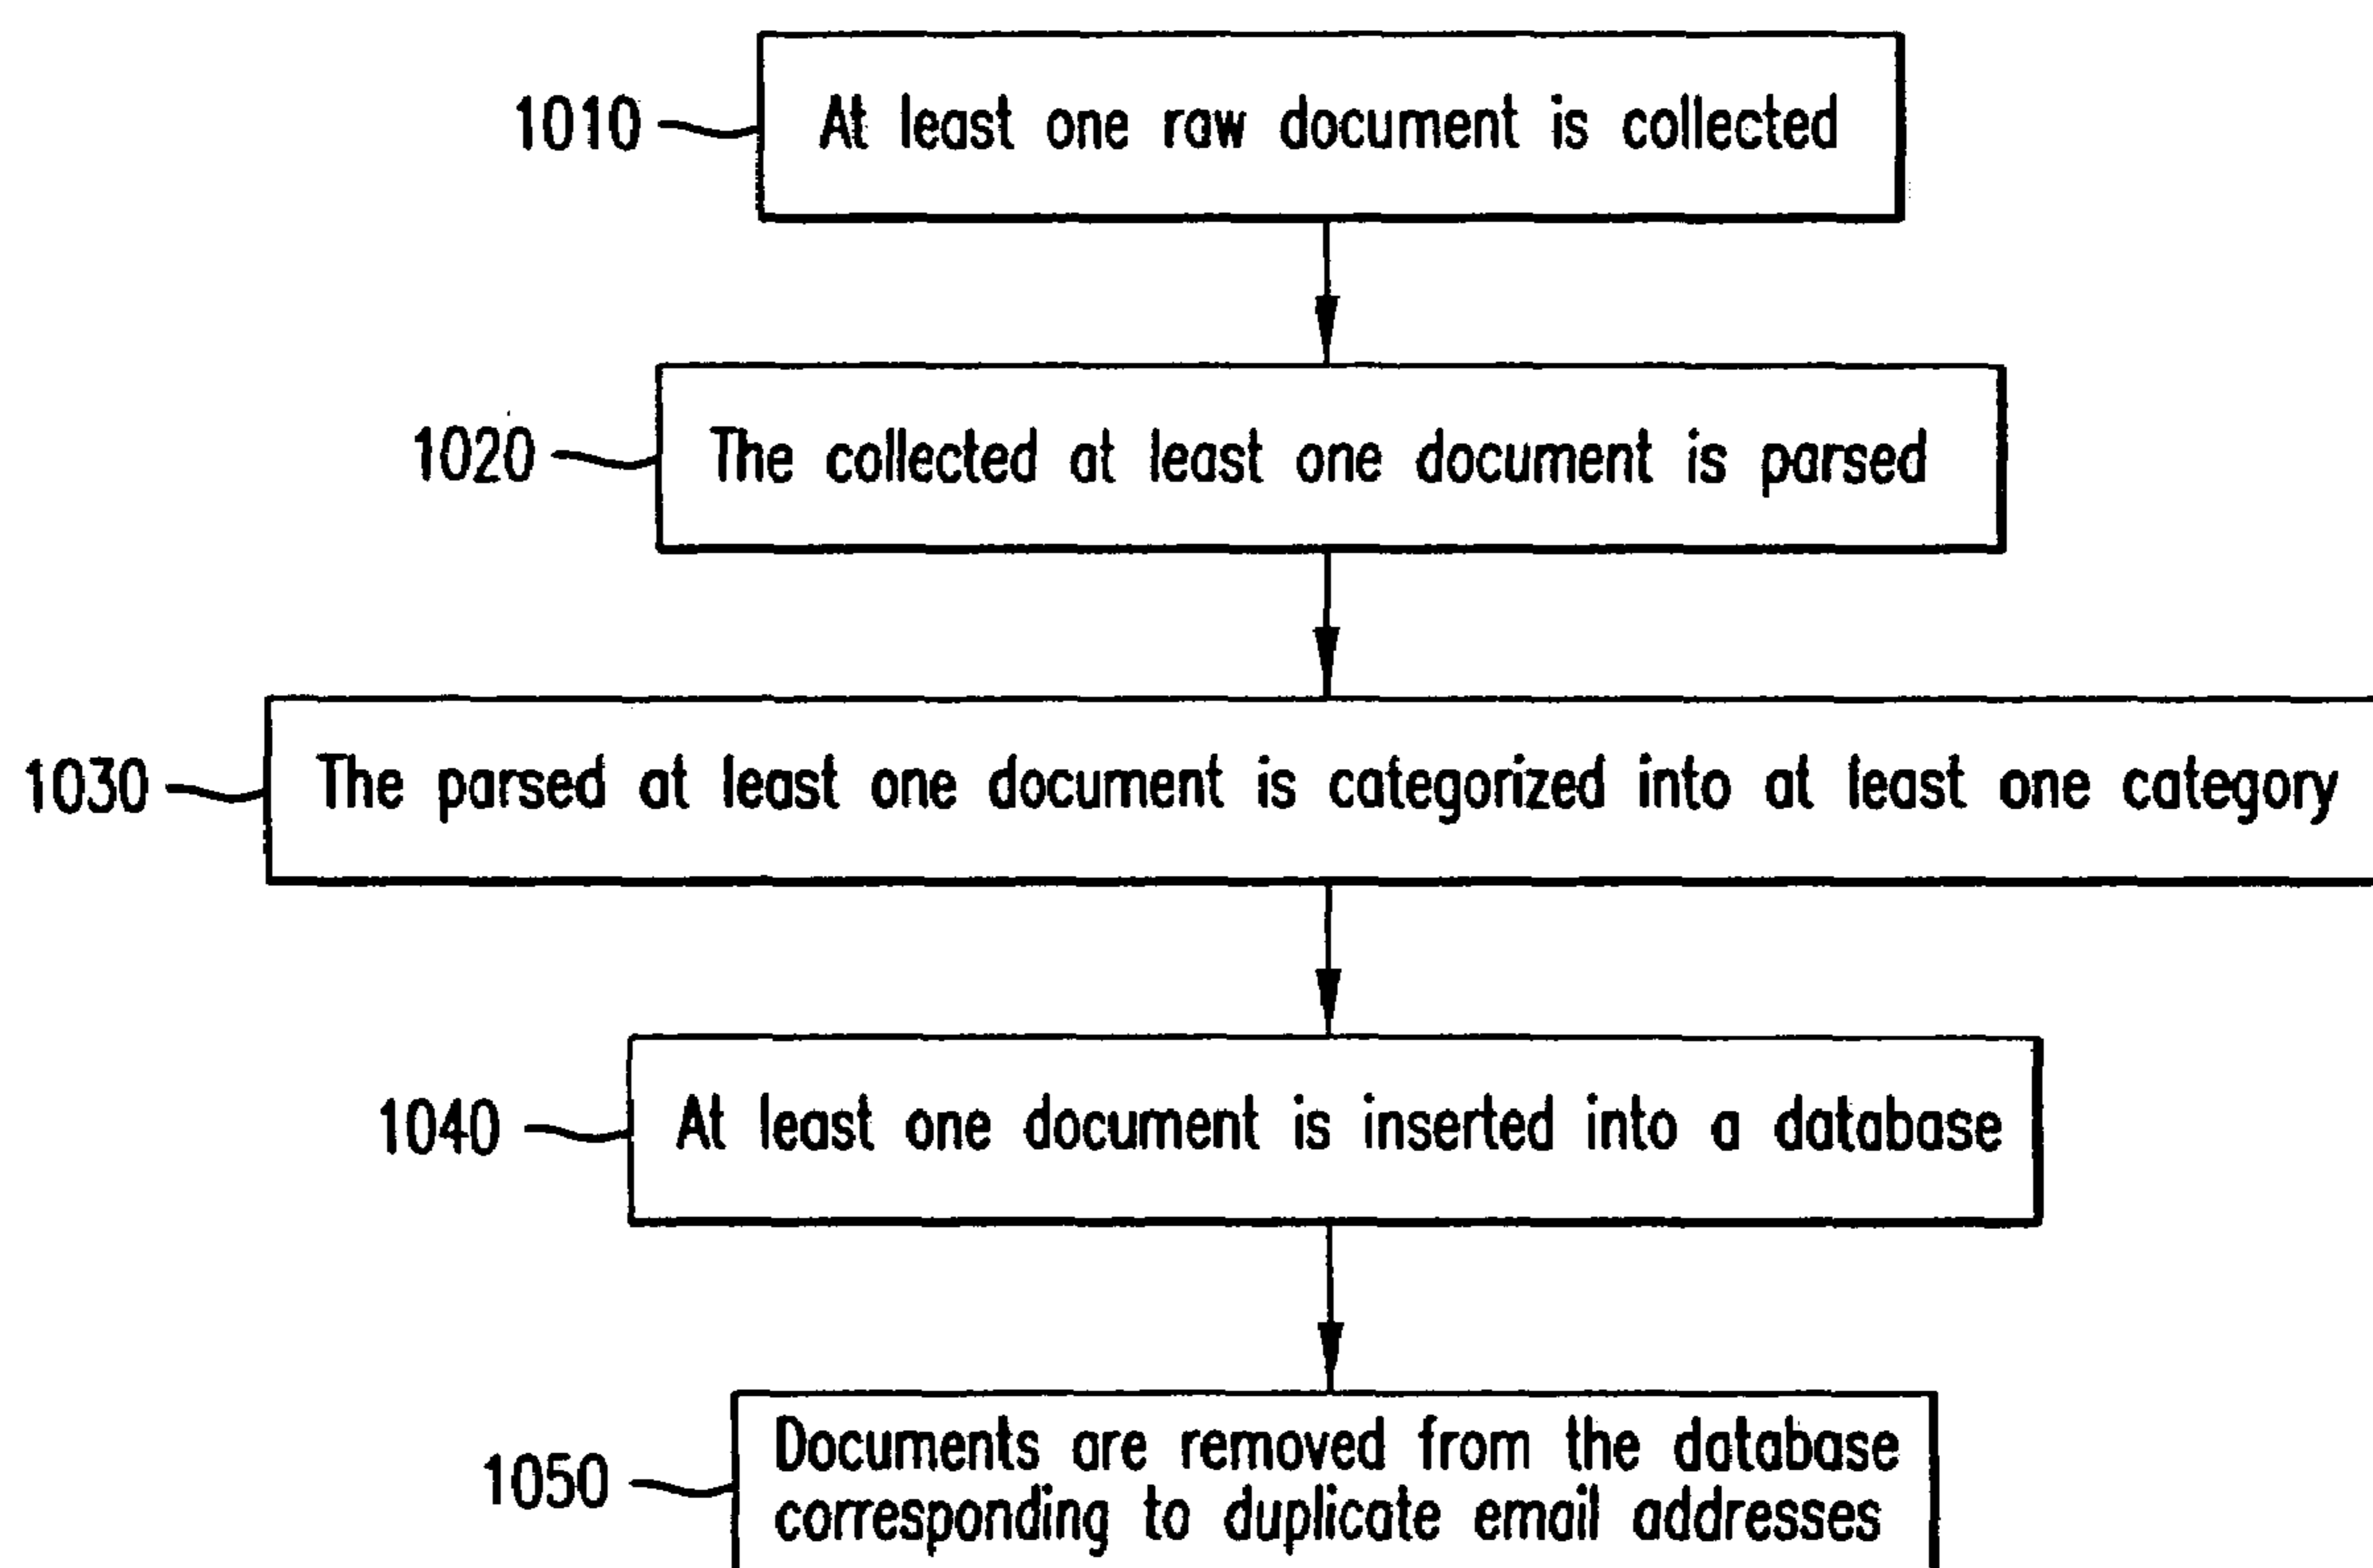 1010 At least one raw document is collected
1020 The collected at least one document is parsed
1030 The parsed at least one document is categorized into at least one category
1040 At least one document is inserted into a database
1050 Documents are removed from the database
corresponding to duplicate email addresses